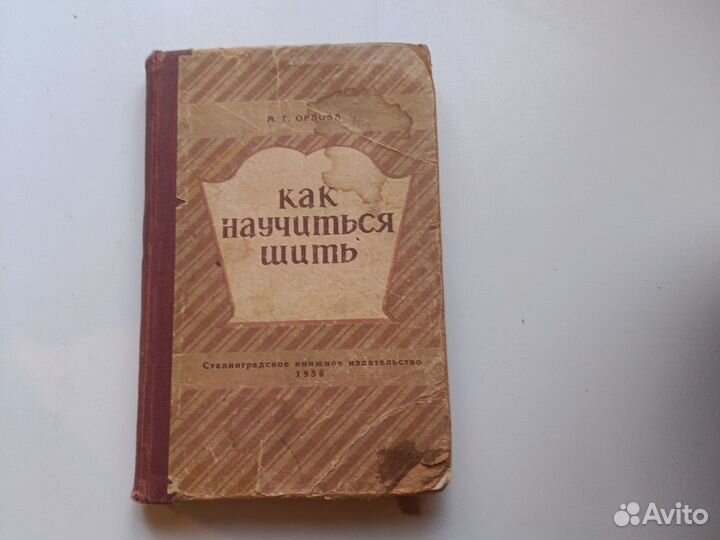 М. Г. ОРЛОВА
как
научиться
шить
Сталинградское книжное издательство
1956
Avito